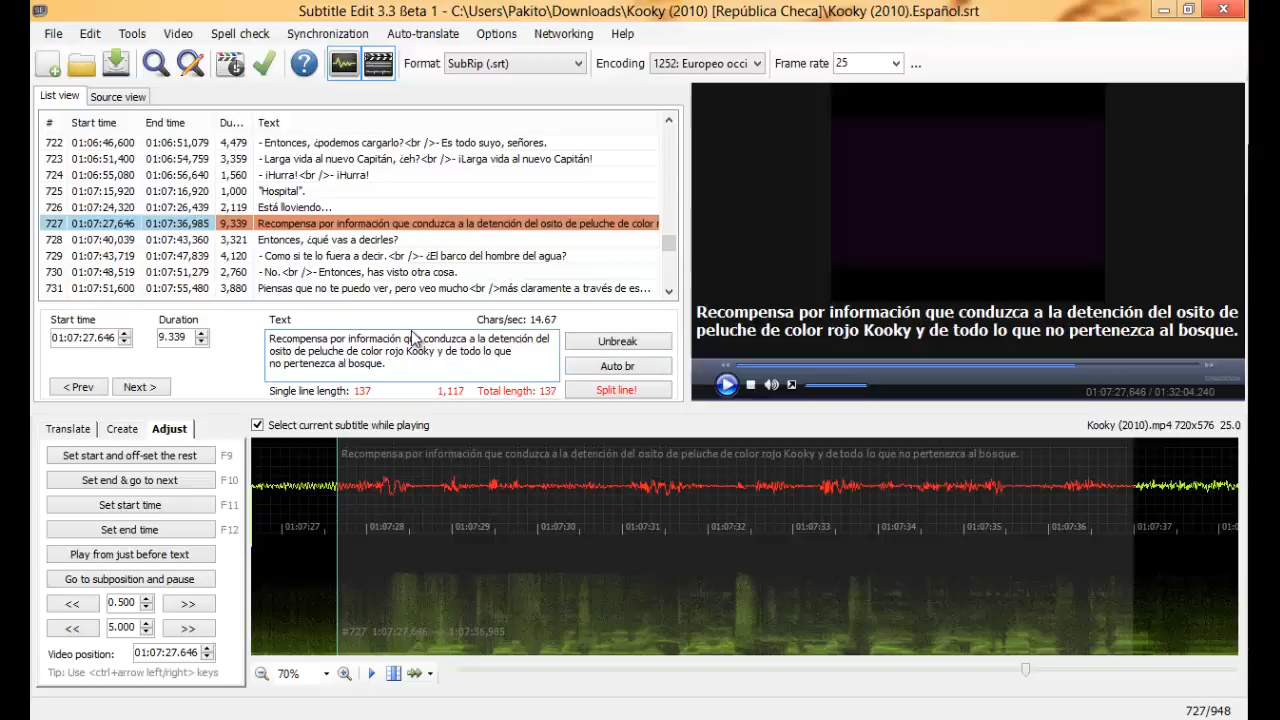 Subtitle Edit 3.3 ßeta 1 - C:\Users\Pakito\Downloads\Kooky (2010) [República Checa]\Kooky (2010).Español.srt
File Edit Tools Video Spell check Synchronization Auto-translate Options Networking Help
Format SubRip (.srt) Encoding 1252: Europeo occi Frame rate 25 ...
List view Source view
# Start time End time Du... Text
722 01:06:46,600 01:06:51,079 4,479 - Entonces, ¿podemos cargarlo?<br />- Es todo suyo, señores.
723 01:06:51,400 01:06:54,759 3,359 - Larga vida al nuevo Capitán, ¿eh?<br />- ¡Larga vida al nuevo Capitán!
724 01:06:55,080 01:06:56,640 1,560 - ¡Hurra!<br />- ¡Hurra!
725 01:07:15,920 01:07:16,920 1,000 "Hospital".
726 01:07:24,320 01:07:26,439 2,119 Está lloviendo...
727 01:07:27,646 01:07:36,985 9,339 Recompensa por información que conduzca a la detención del osito de peluche de color r
728 01:07:40,039 01:07:43,360 3,321 Entonces, ¿qué vas a decirles?
729 01:07:43,719 01:07:47,839 4,120 - Como si te lo fuera a decir.<br />- ¿El barco del hombre del agua?
730 01:07:48,519 01:07:51,279 2,760 - No.<br />- Entonces, has visto otra cosa.
731 01:07:51,600 01:07:55,480 3,880 Piensas que no te puedo ver, pero veo mucho<br />más claramente a través de es...
Recompensa por información que conduzca a la detención del osito de
peluche de color rojo Kooky y de todo lo que no pertenezca al bosque.
01:07:27,646 / 01:32:04.240
Start time Duration Text Chars/sec: 14.67
01:07:27.646 9.339
Recompensa por información que conduzca a la detención del
osito de peluche de color rojo Kooky y de todo lo que
no pertenezca al bosque.
Unbreak
Auto br
Split line!
< Prev Next >
Single line length: 137 1,117 Total length: 137
Translate Create Adjust
Select current subtitle while playing
Kooky (2010).mp4 720x576 25.0
Set start and off-set the rest F9
Set end & go to next F10
Set start time F11
Set end time F12
Play from just before text
Go to subposition and pause
<< 0.500 >>
<< 5.000 >>
Video position: 01:07:27.646
Tip: Use <ctrl+arrow left/right> keys
Recompensa por información que conduzca a la detención del osito de peluche de color rojo Kooky y de todo lo que no pertenezca al bosque.
01:07:27 01:07:28 01:07:29 01:07:30 01:07:31 01:07:32 01:07:33 01:07:34 01:07:35 01:07:36 01:07:37
#727 1:07:27,646 --> 1:07:36,985
70%
727/948